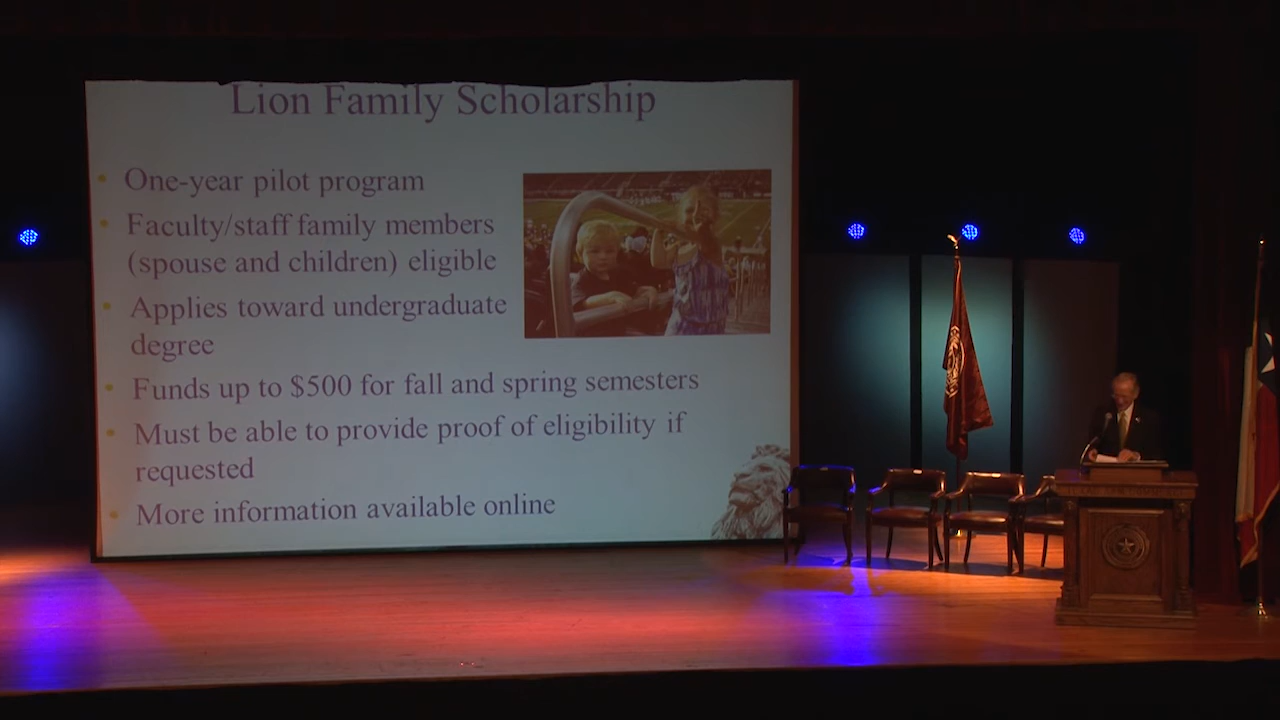 Lion Family Scholarship
• One-year pilot program
• Faculty/staff family members
(spouse and children) eligible
• Applies toward undergraduate
degree
• Funds up to $500 for fall and spring semesters
• Must be able to provide proof of eligibility if
requested
• More information available online